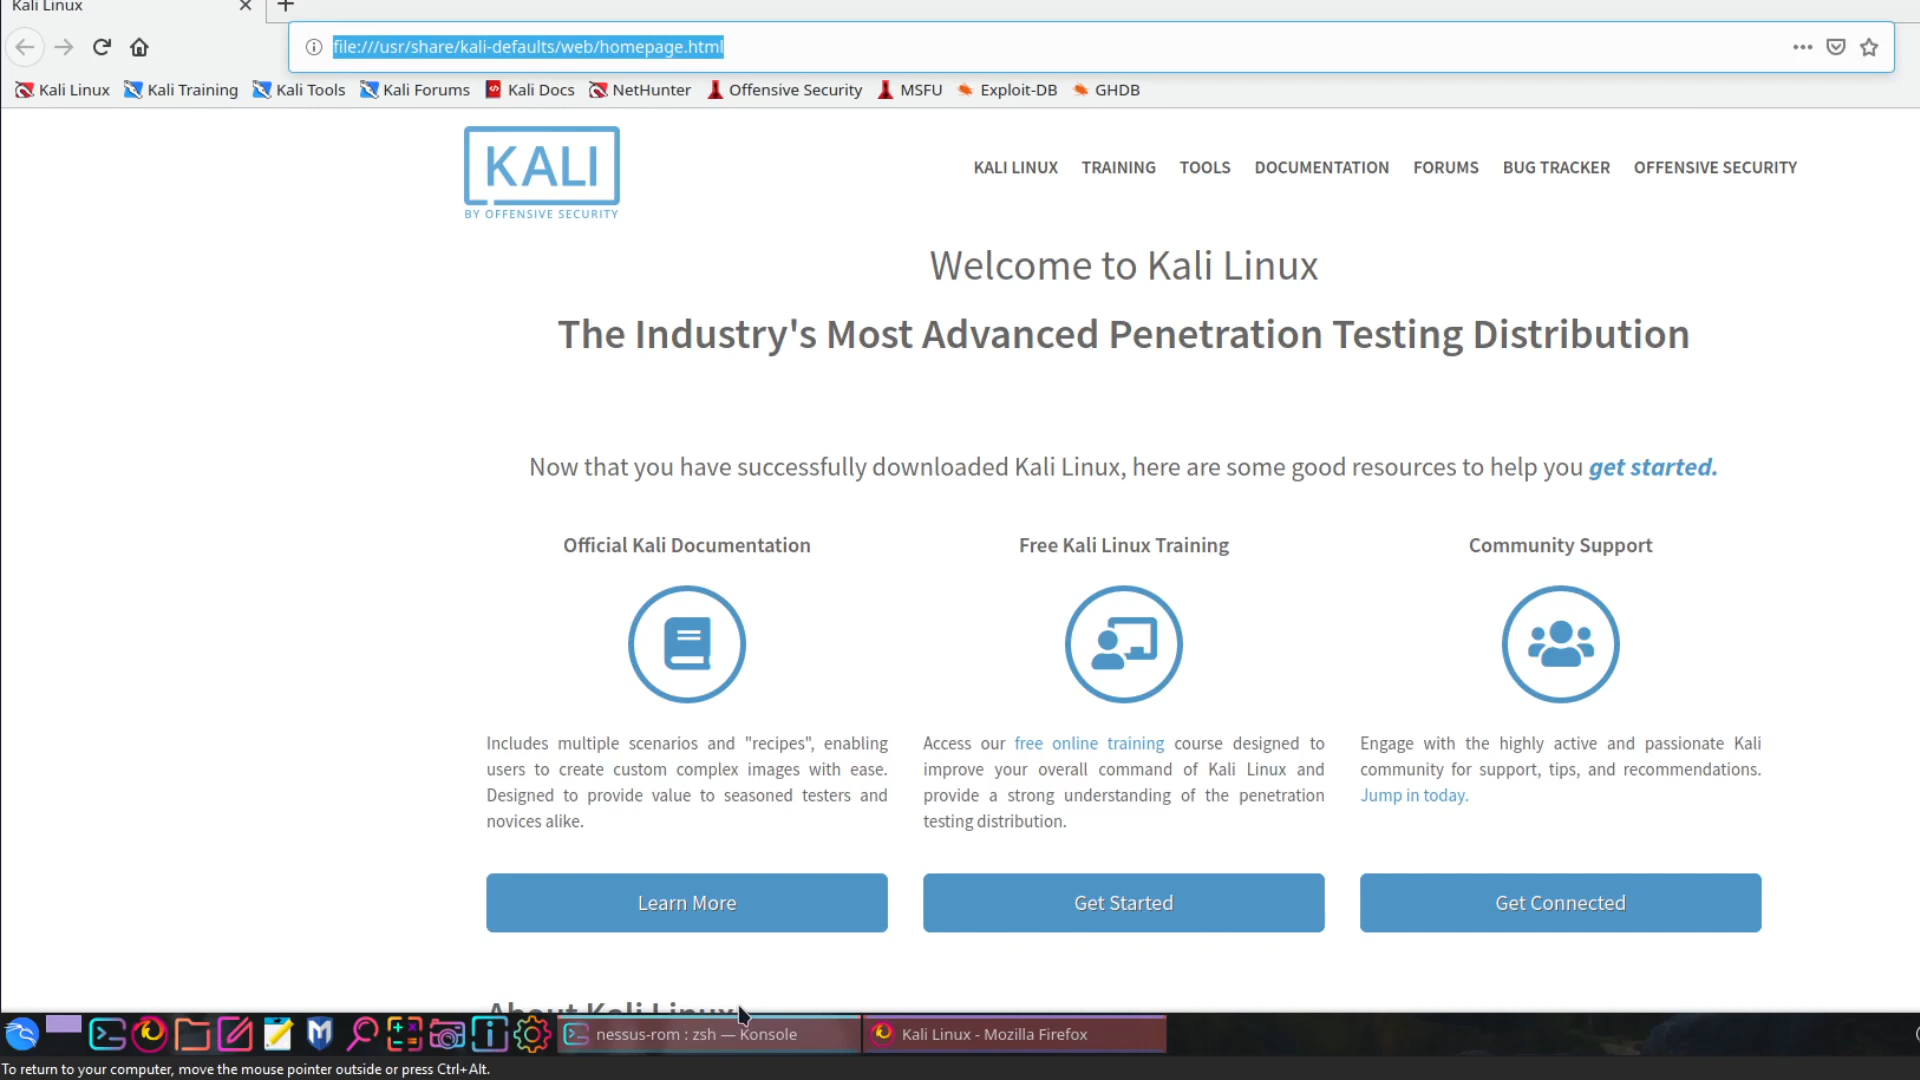 Kali Linux
file:///usr/share/kali-defaults/web/homepage.html
Kali Linux Kali Training Kali Tools Kali Forums Kali Docs NetHunter Offensive Security MSFU Exploit-DB GHDB
KALI
BY OFFENSIVE SECURITY
KALI LINUX TRAINING TOOLS DOCUMENTATION FORUMS BUG TRACKER OFFENSIVE SECURITY
Welcome to Kali Linux
The Industry's Most Advanced Penetration Testing Distribution
Now that you have successfully downloaded Kali Linux, here are some good resources to help you get started.
Official Kali Documentation
Includes multiple scenarios and "recipes", enabling
users to create custom complex images with ease.
Designed to provide value to seasoned testers and
novices alike.
Learn More
Free Kali Linux Training
Access our free online training course designed to
improve your overall command of Kali Linux and
provide a strong understanding of the penetration
testing distribution.
Get Started
Community Support
Engage with the highly active and passionate Kali
community for support, tips, and recommendations.
Jump in today.
Get Connected
About Kali Linux
nessus-rom : zsh — Konsole
Kali Linux - Mozilla Firefox
To return to your computer, move the mouse pointer outside or press Ctrl+Alt.